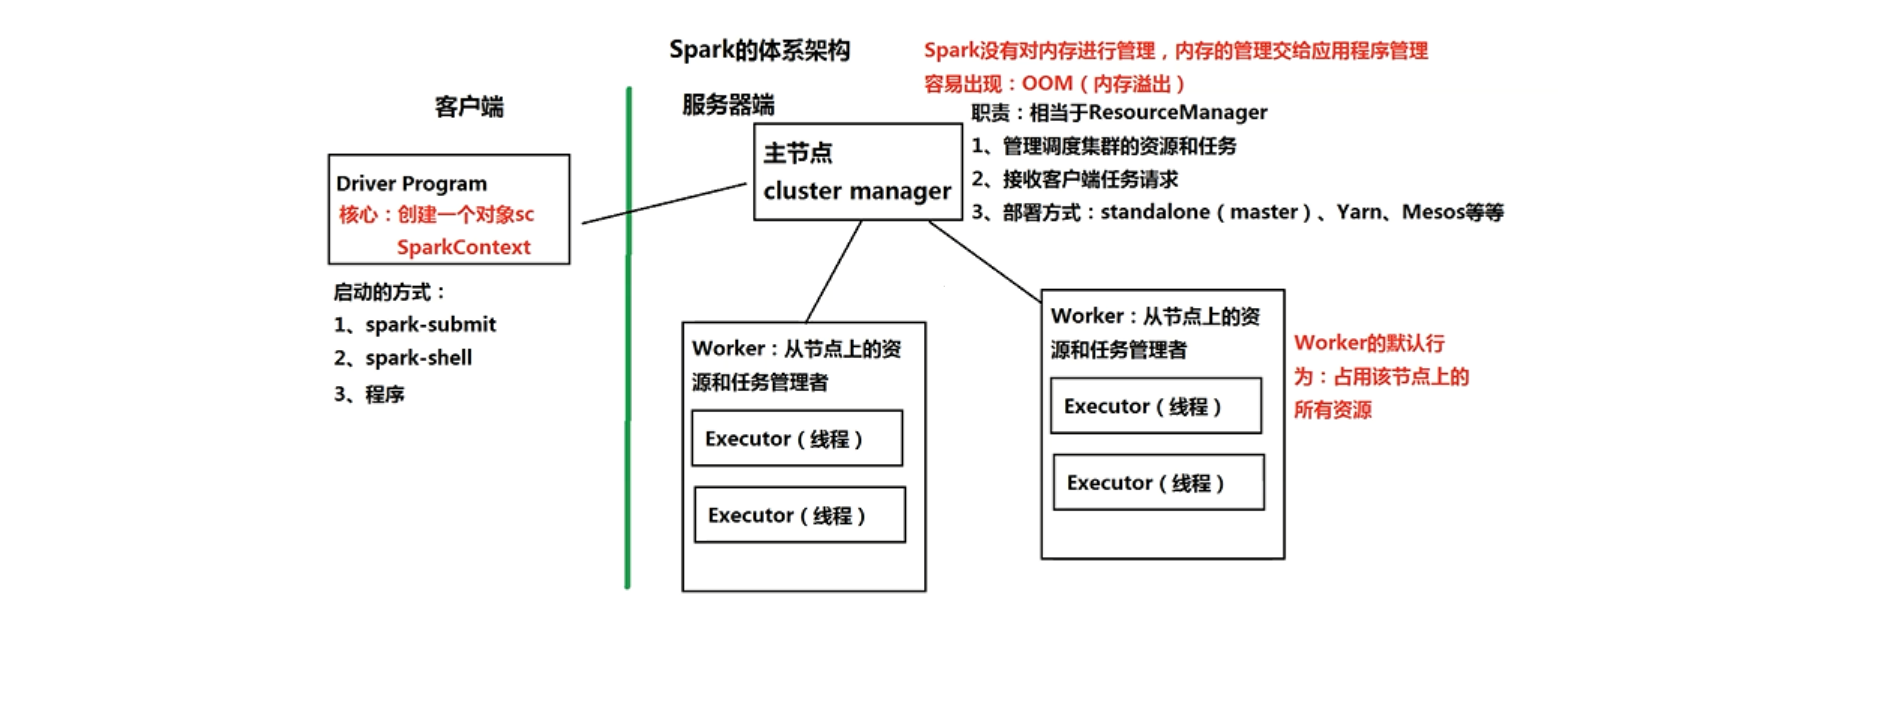 Spark的体系架构
Spark没有对内存进行管理，内存的管理交给应用程序管理
容易出现：OOM（内存溢出）
客户端
服务器端
Driver Program
核心：创建一个对象sc
SparkContext
启动的方式：
1、spark-submit
2、spark-shell
3、程序
主节点
cluster manager
职责：相当于ResourceManager
1、管理调度集群的资源和任务
2、接收客户端任务请求
3、部署方式：standalone（master）、Yarn、Mesos等等
Worker：从节点上的资
源和任务管理者
Executor（线程）
Executor（线程）
Worker：从节点上的资
源和任务管理者
Executor（线程）
Executor（线程）
Worker的默认行
为：占用该节点上的
所有资源